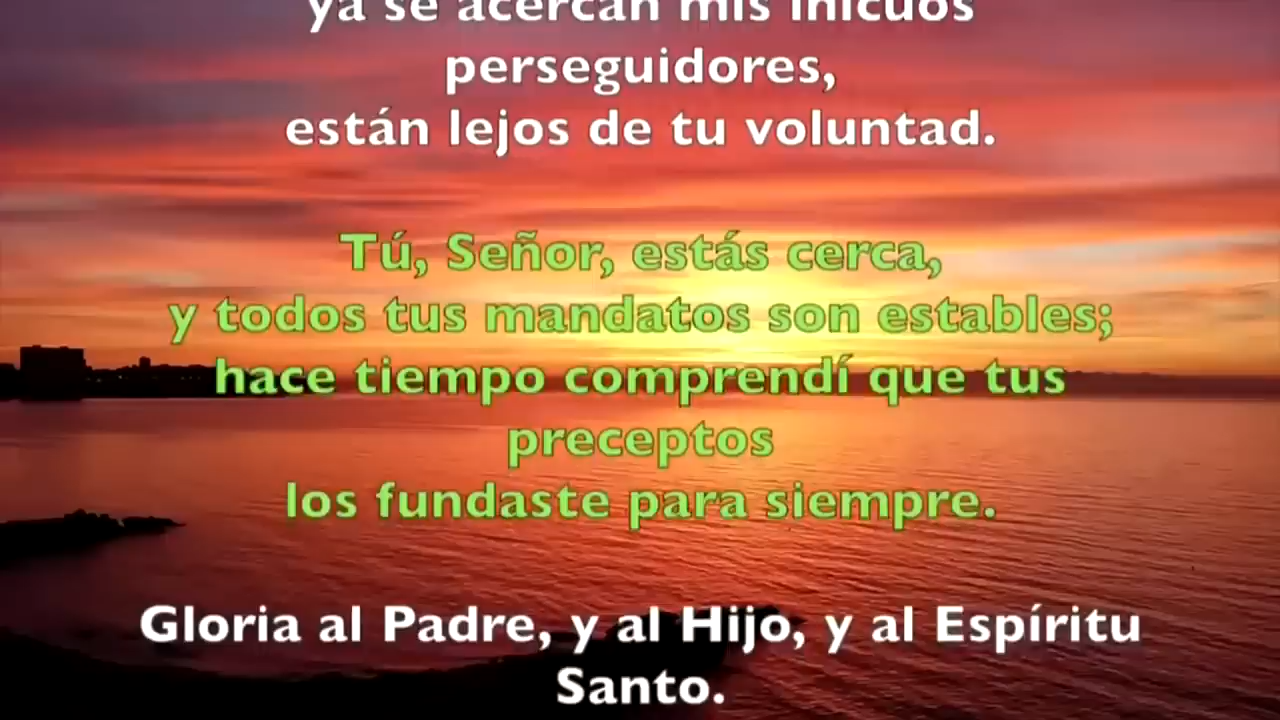 ya se acercan mis inicuos
perseguidores,
están lejos de tu voluntad.
Tú, Señor, estás cerca,
y todos tus mandatos son estables;
hace tiempo comprendí que tus
preceptos
los fundaste para siempre.
Gloria al Padre, y al Hijo, y al Espíritu
Santo.